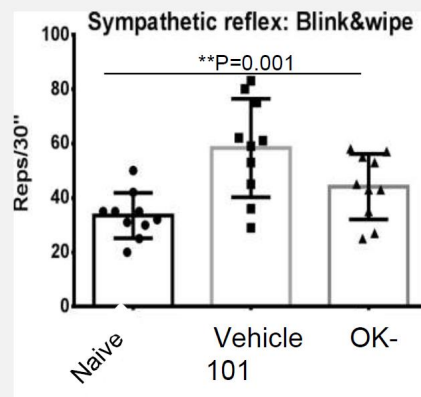 Sympathetic reflex: Blink&wipe
**P=0.001
Reps/30"
100
80
60
40
20
0
Naive
Vehicle OK-
101